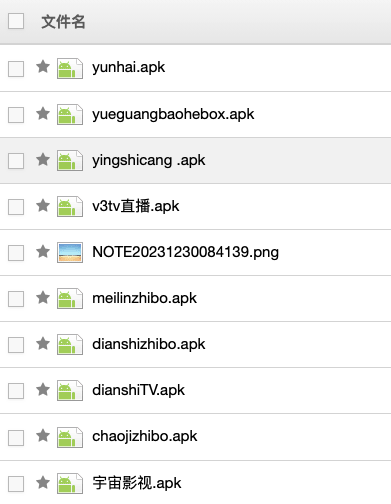 文件名
yunhai.apk
yueguangbaohebox.apk
yingshicang .apk
v3tv直播.apk
NOTE20231230084139.png
meilinzhibo.apk
dianshizhibo.apk
dianshiTV.apk
chaojizhibo.apk
宇宙影视.apk